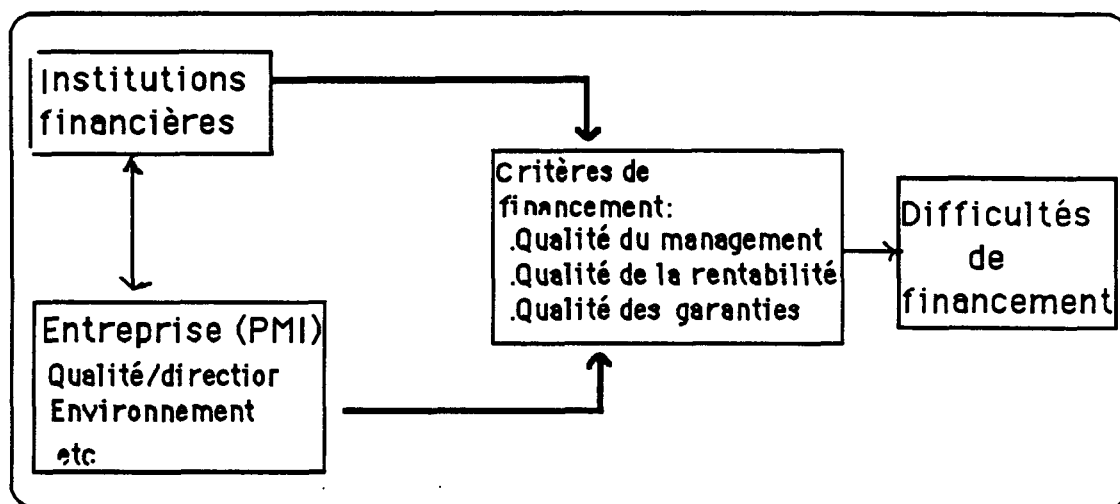 Institutions
financières
Critères de
financement:
.Qualité du management
.Qualité de la rentabilité
.Qualité des garanties
Difficultés
de
financement
Entreprise (PMI)
Qualité/direction
Environnement
etc